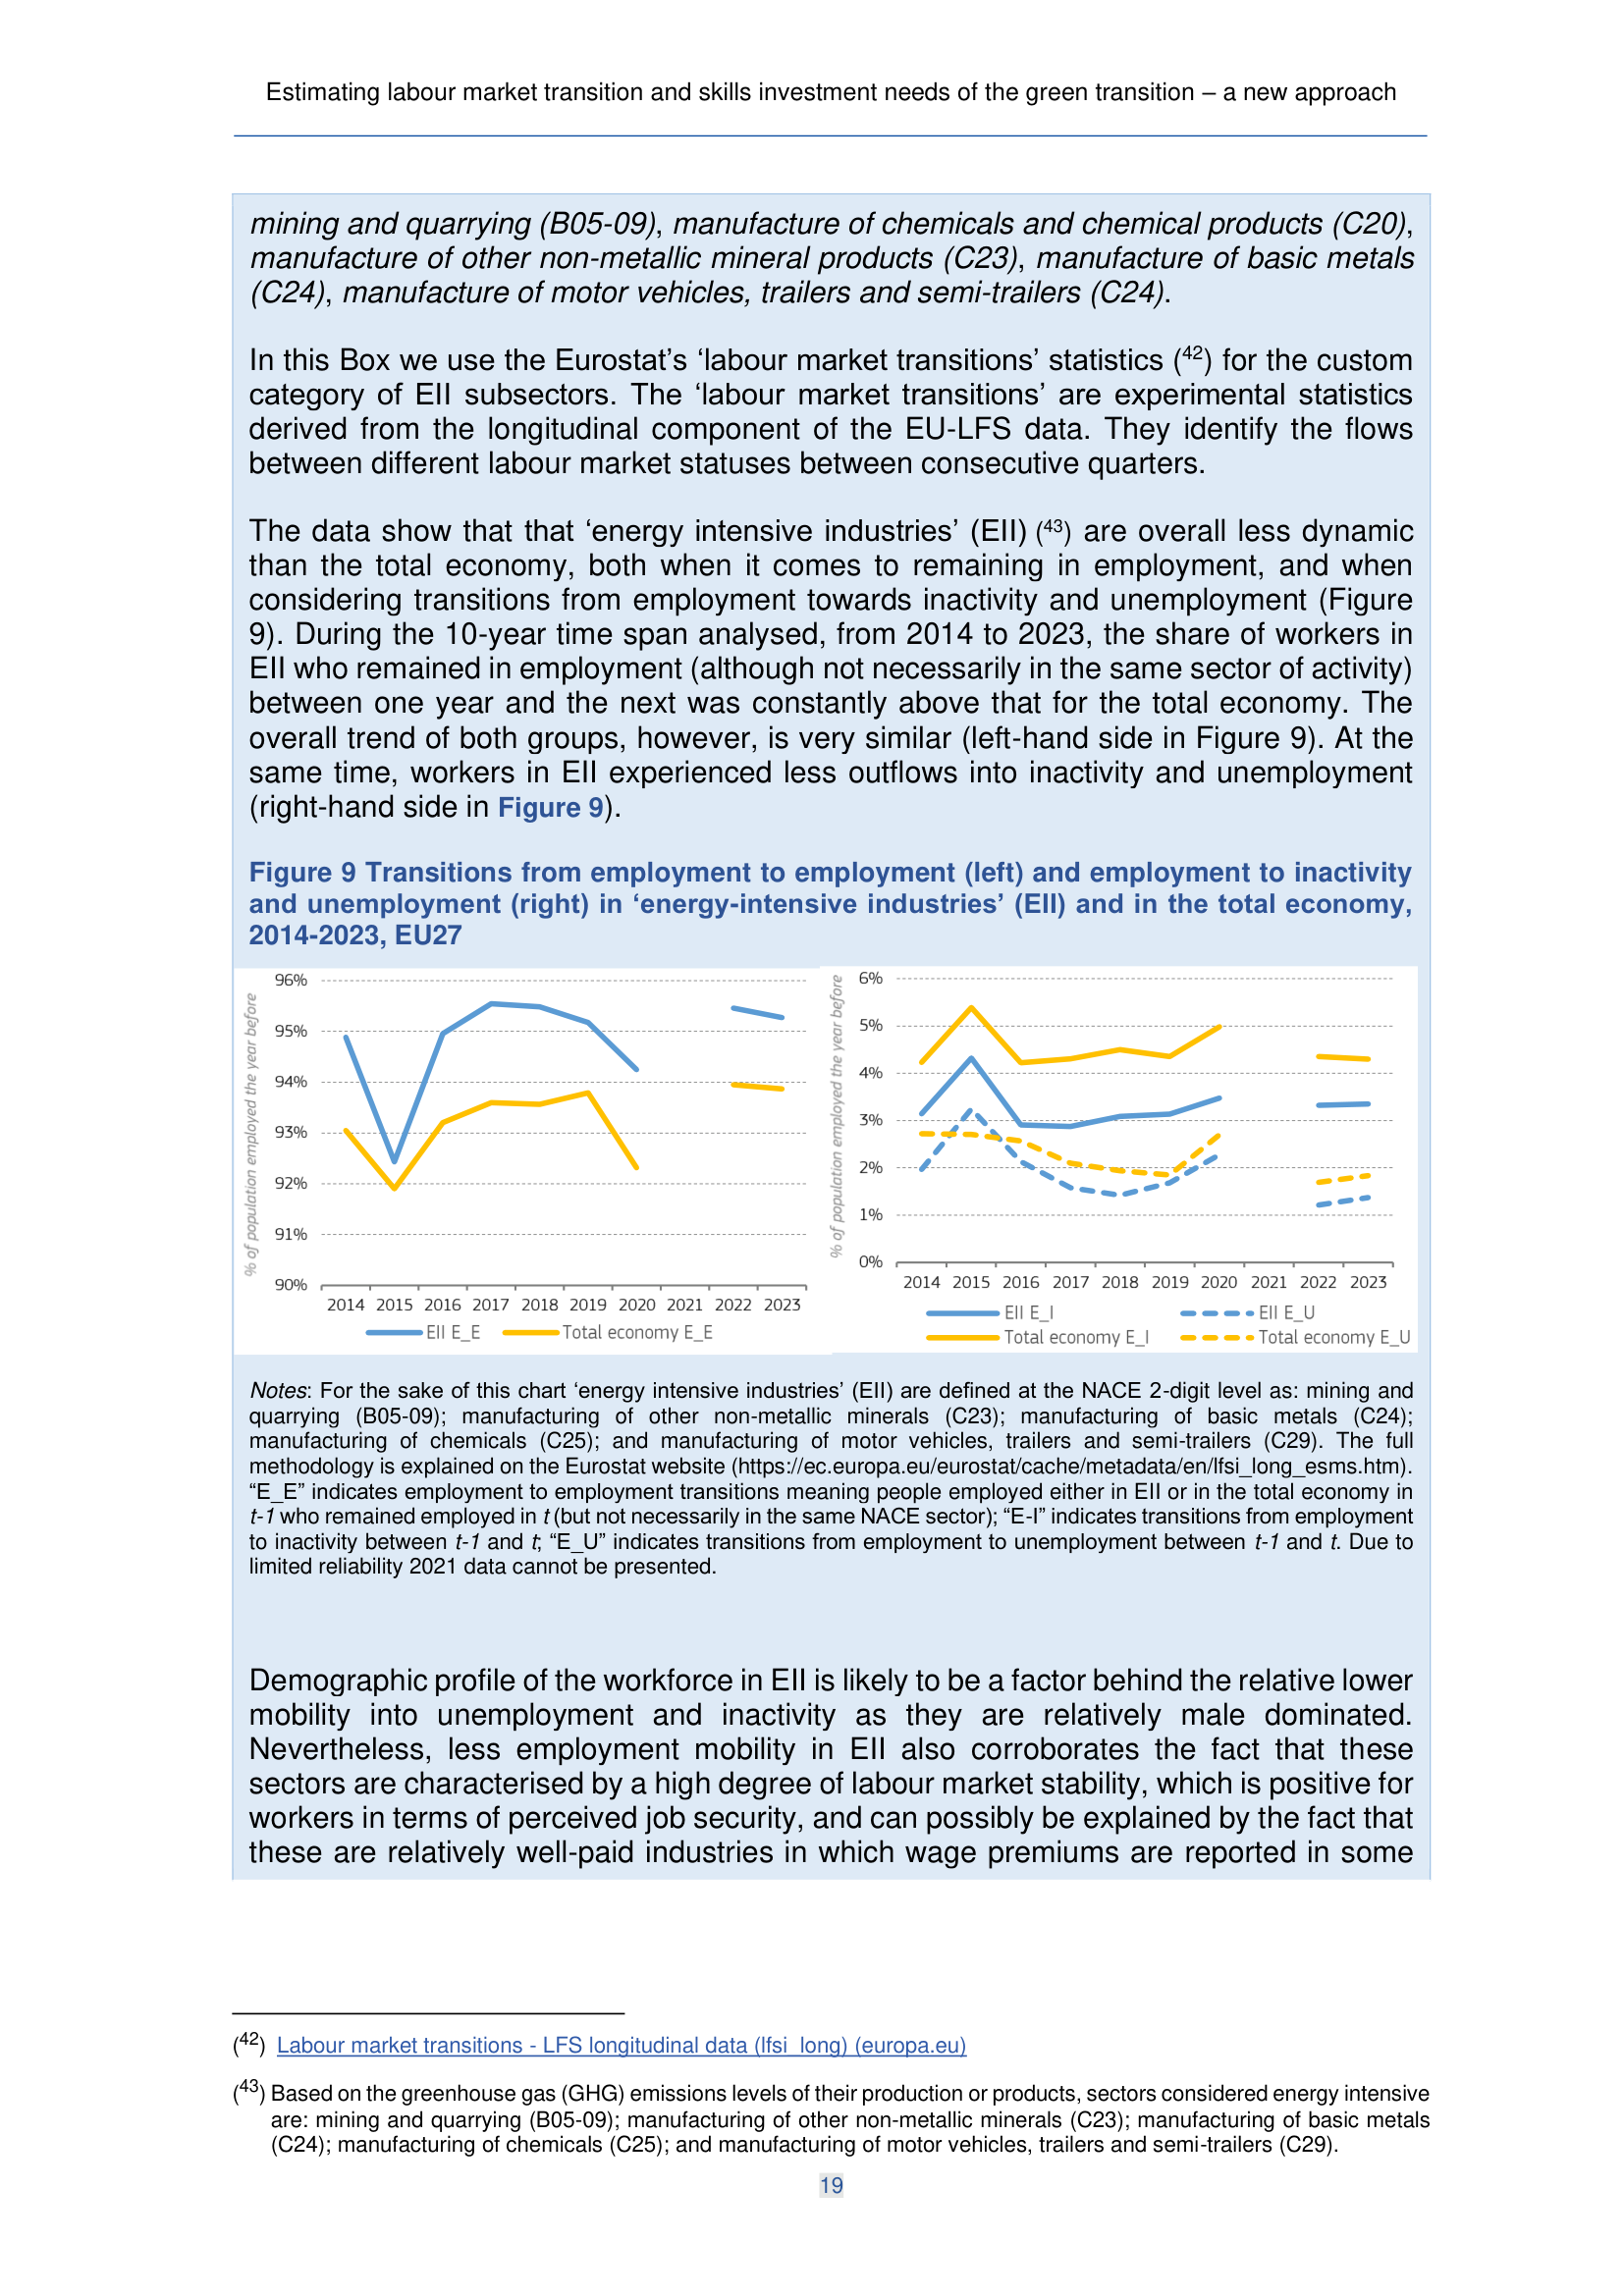 Estimating labour market transition and skills investment needs of the green transition – a new approach
mining and quarrying (B05-09), manufacture of chemicals and chemical products (C20),
manufacture of other non-metallic mineral products (C23), manufacture of basic metals
(C24), manufacture of motor vehicles, trailers and semi-trailers (C24).
In this Box we use the Eurostat’s ‘labour market transitions’ statistics (42) for the custom
category of EII subsectors. The ‘labour market transitions’ are experimental statistics
derived from the longitudinal component of the EU-LFS data. They identify the flows
between different labour market statuses between consecutive quarters.
The data show that that ‘energy intensive industries’ (EII) (43) are overall less dynamic
than the total economy, both when it comes to remaining in employment, and when
considering transitions from employment towards inactivity and unemployment (Figure
9). During the 10-year time span analysed, from 2014 to 2023, the share of workers in
EII who remained in employment (although not necessarily in the same sector of activity)
between one year and the next was constantly above that for the total economy. The
overall trend of both groups, however, is very similar (left-hand side in Figure 9). At the
same time, workers in EII experienced less outflows into inactivity and unemployment
(right-hand side in Figure 9).
Figure 9 Transitions from employment to employment (left) and employment to inactivity
and unemployment (right) in ‘energy-intensive industries’ (EII) and in the total economy,
2014-2023, EU27
% of population employed the year before
96%
95%
94%
93%
92%
91%
90%
2014 2015 2016 2017 2018 2019 2020 2021 2022 2023
EII E_E Total economy E_E
% of population employed the year before
6%
5%
4%
3%
2%
1%
0%
2014 2015 2016 2017 2018 2019 2020 2021 2022 2023
EII E_I EII E_U
Total economy E_I Total economy E_U
Notes: For the sake of this chart ‘energy intensive industries’ (EII) are defined at the NACE 2-digit level as: mining and
quarrying (B05-09); manufacturing of other non-metallic minerals (C23); manufacturing of basic metals (C24);
manufacturing of chemicals (C25); and manufacturing of motor vehicles, trailers and semi-trailers (C29). The full
methodology is explained on the Eurostat website (https://ec.europa.eu/eurostat/cache/metadata/en/lfsi_long_esms.htm).
“E_E” indicates employment to employment transitions meaning people employed either in EII or in the total economy in
t-1 who remained employed in t (but not necessarily in the same NACE sector); “E-I” indicates transitions from employment
to inactivity between t-1 and t; “E_U” indicates transitions from employment to unemployment between t-1 and t. Due to
limited reliability 2021 data cannot be presented.
Demographic profile of the workforce in EII is likely to be a factor behind the relative lower
mobility into unemployment and inactivity as they are relatively male dominated.
Nevertheless, less employment mobility in EII also corroborates the fact that these
sectors are characterised by a high degree of labour market stability, which is positive for
workers in terms of perceived job security, and can possibly be explained by the fact that
these are relatively well-paid industries in which wage premiums are reported in some
(42) Labour market transitions - LFS longitudinal data (lfsi_long) (europa.eu)
(43) Based on the greenhouse gas (GHG) emissions levels of their production or products, sectors considered energy intensive
are: mining and quarrying (B05-09); manufacturing of other non-metallic minerals (C23); manufacturing of basic metals
(C24); manufacturing of chemicals (C25); and manufacturing of motor vehicles, trailers and semi-trailers (C29).
19